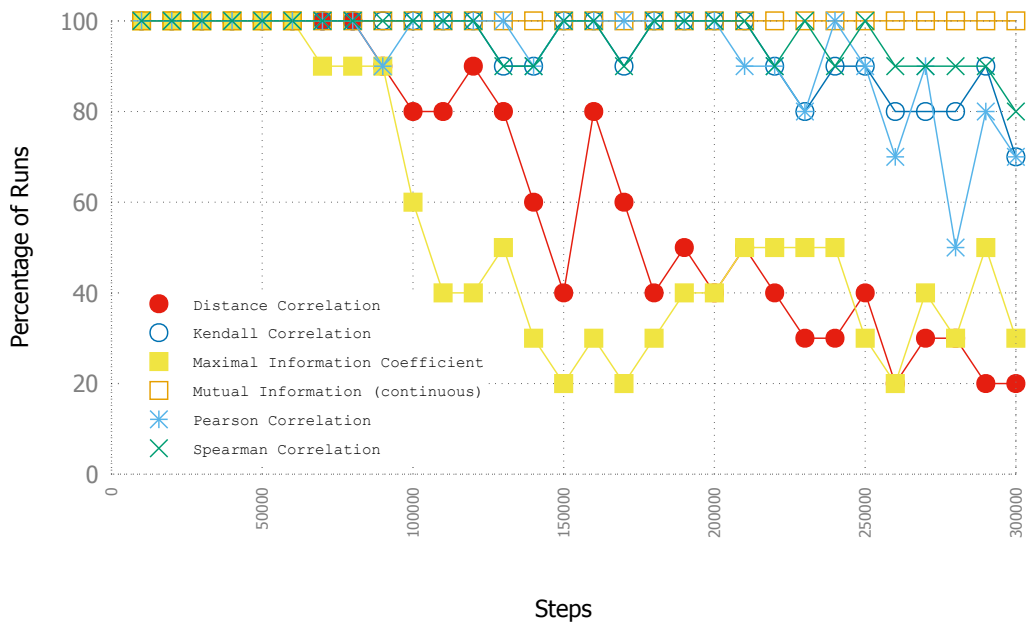 Percentage of Runs
100
80
60
40
20
0
Distance Correlation
Kendall Correlation
Maximal Information Coefficient
Mutual Information (continuous)
Pearson Correlation
Spearman Correlation
0
50000
100000
150000
200000
250000
300000
Steps